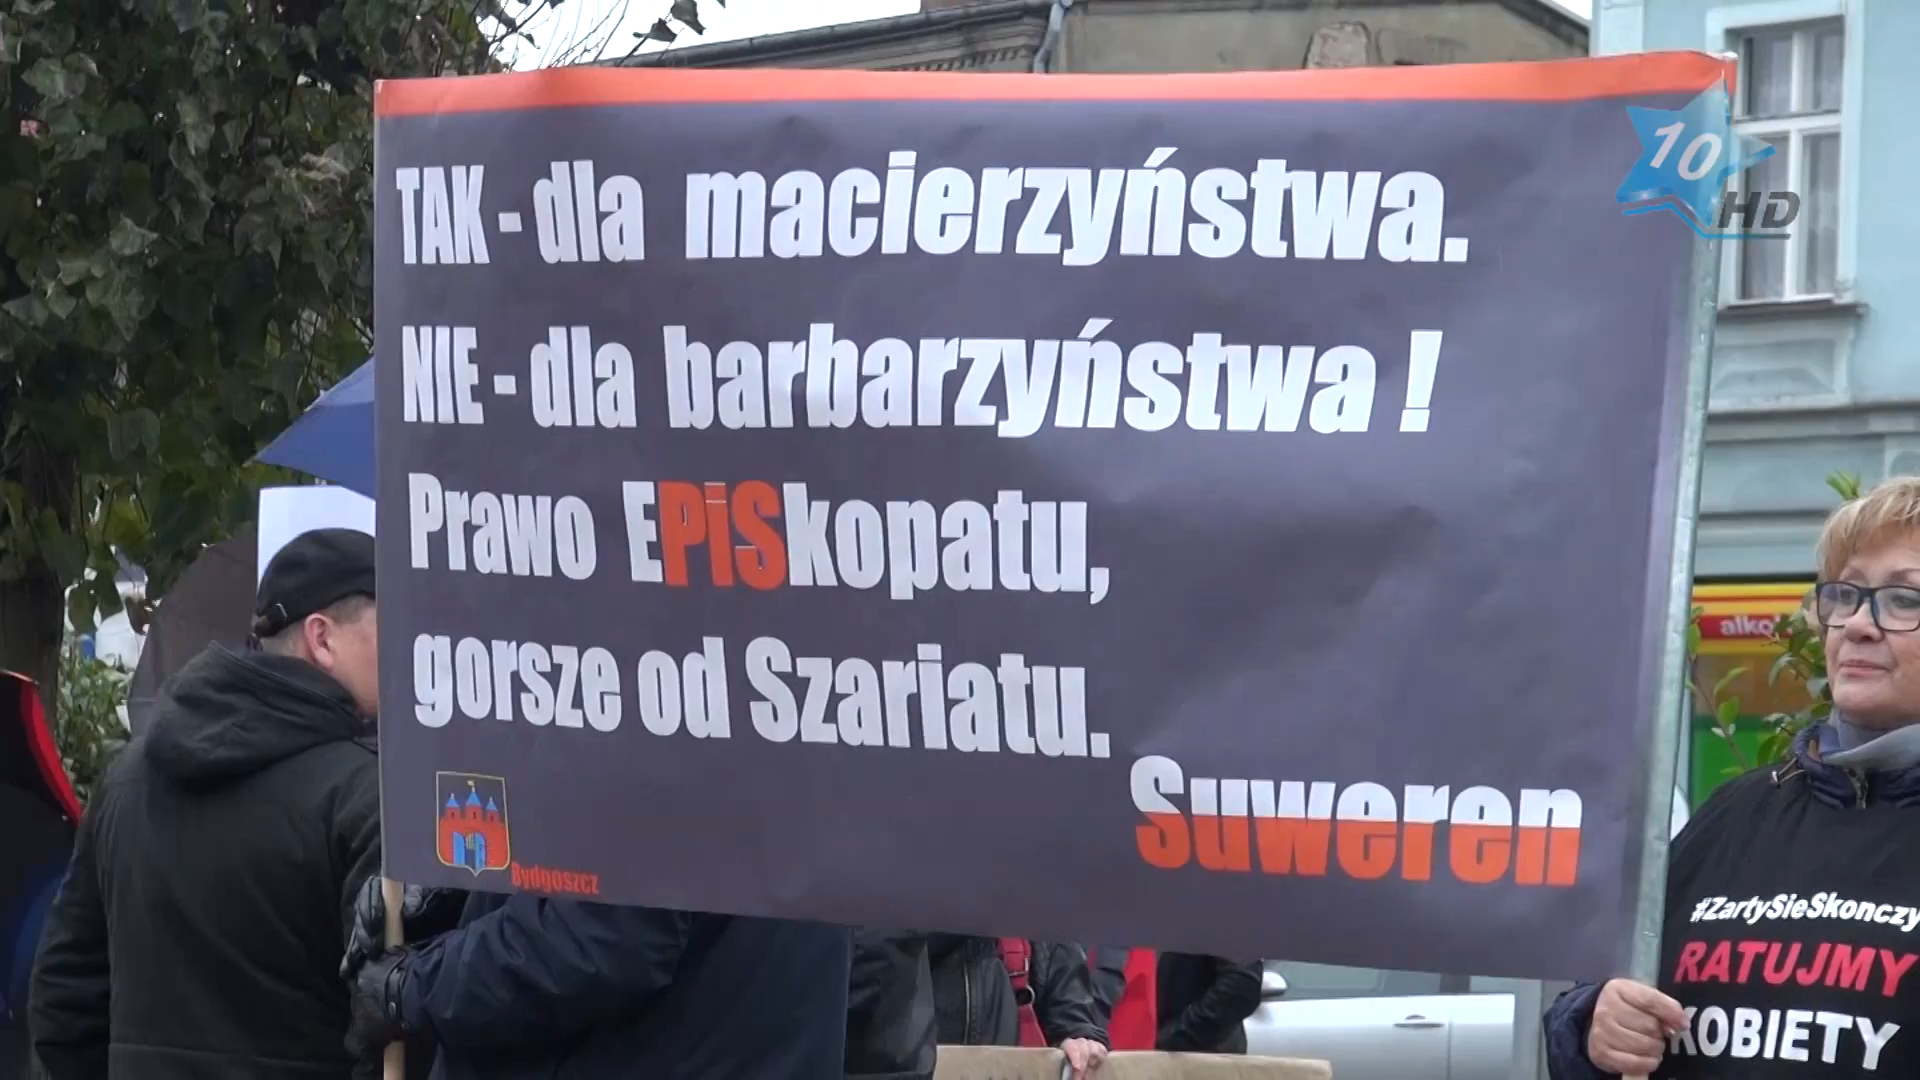 TAK - dla macierzyństwa.
NIE - dla barbarzyństwa !
Prawo EPiSkopatu,
gorsze od Szariatu.
Suweren
Bydgoszcz
10
HD
#ZartySieSkonczy
RATUJMY
KOBIETY